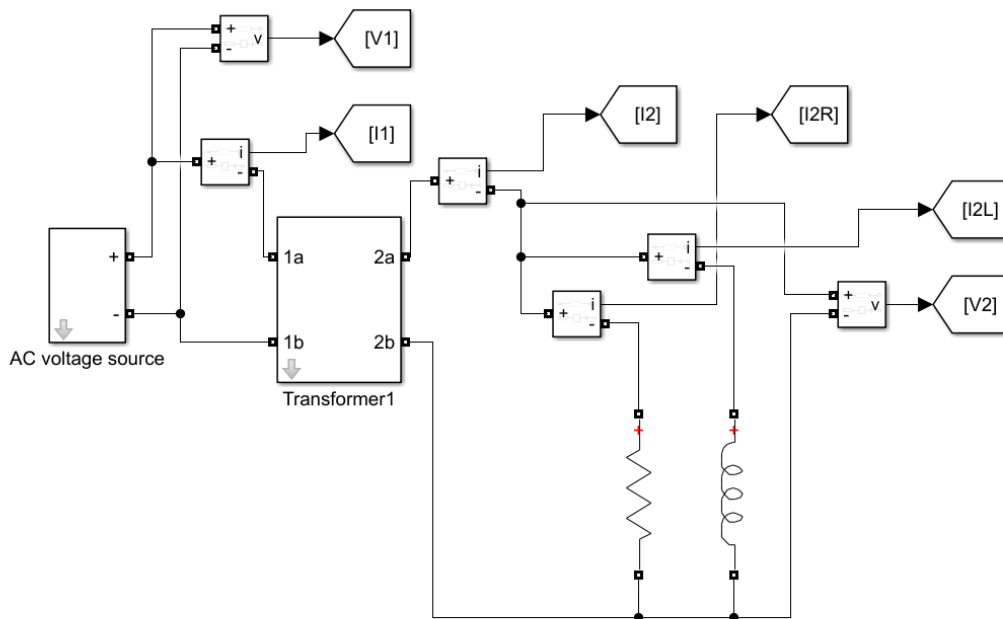 +
-
v
[V1]
+
i
-
[I1]
+
i
-
[I2]
[I2R]
+
i
-
[I2L]
+
i
-
+
-
v
[V2]
+
-
AC voltage source
1a
2a
1b
2b
Transformer1
+
+